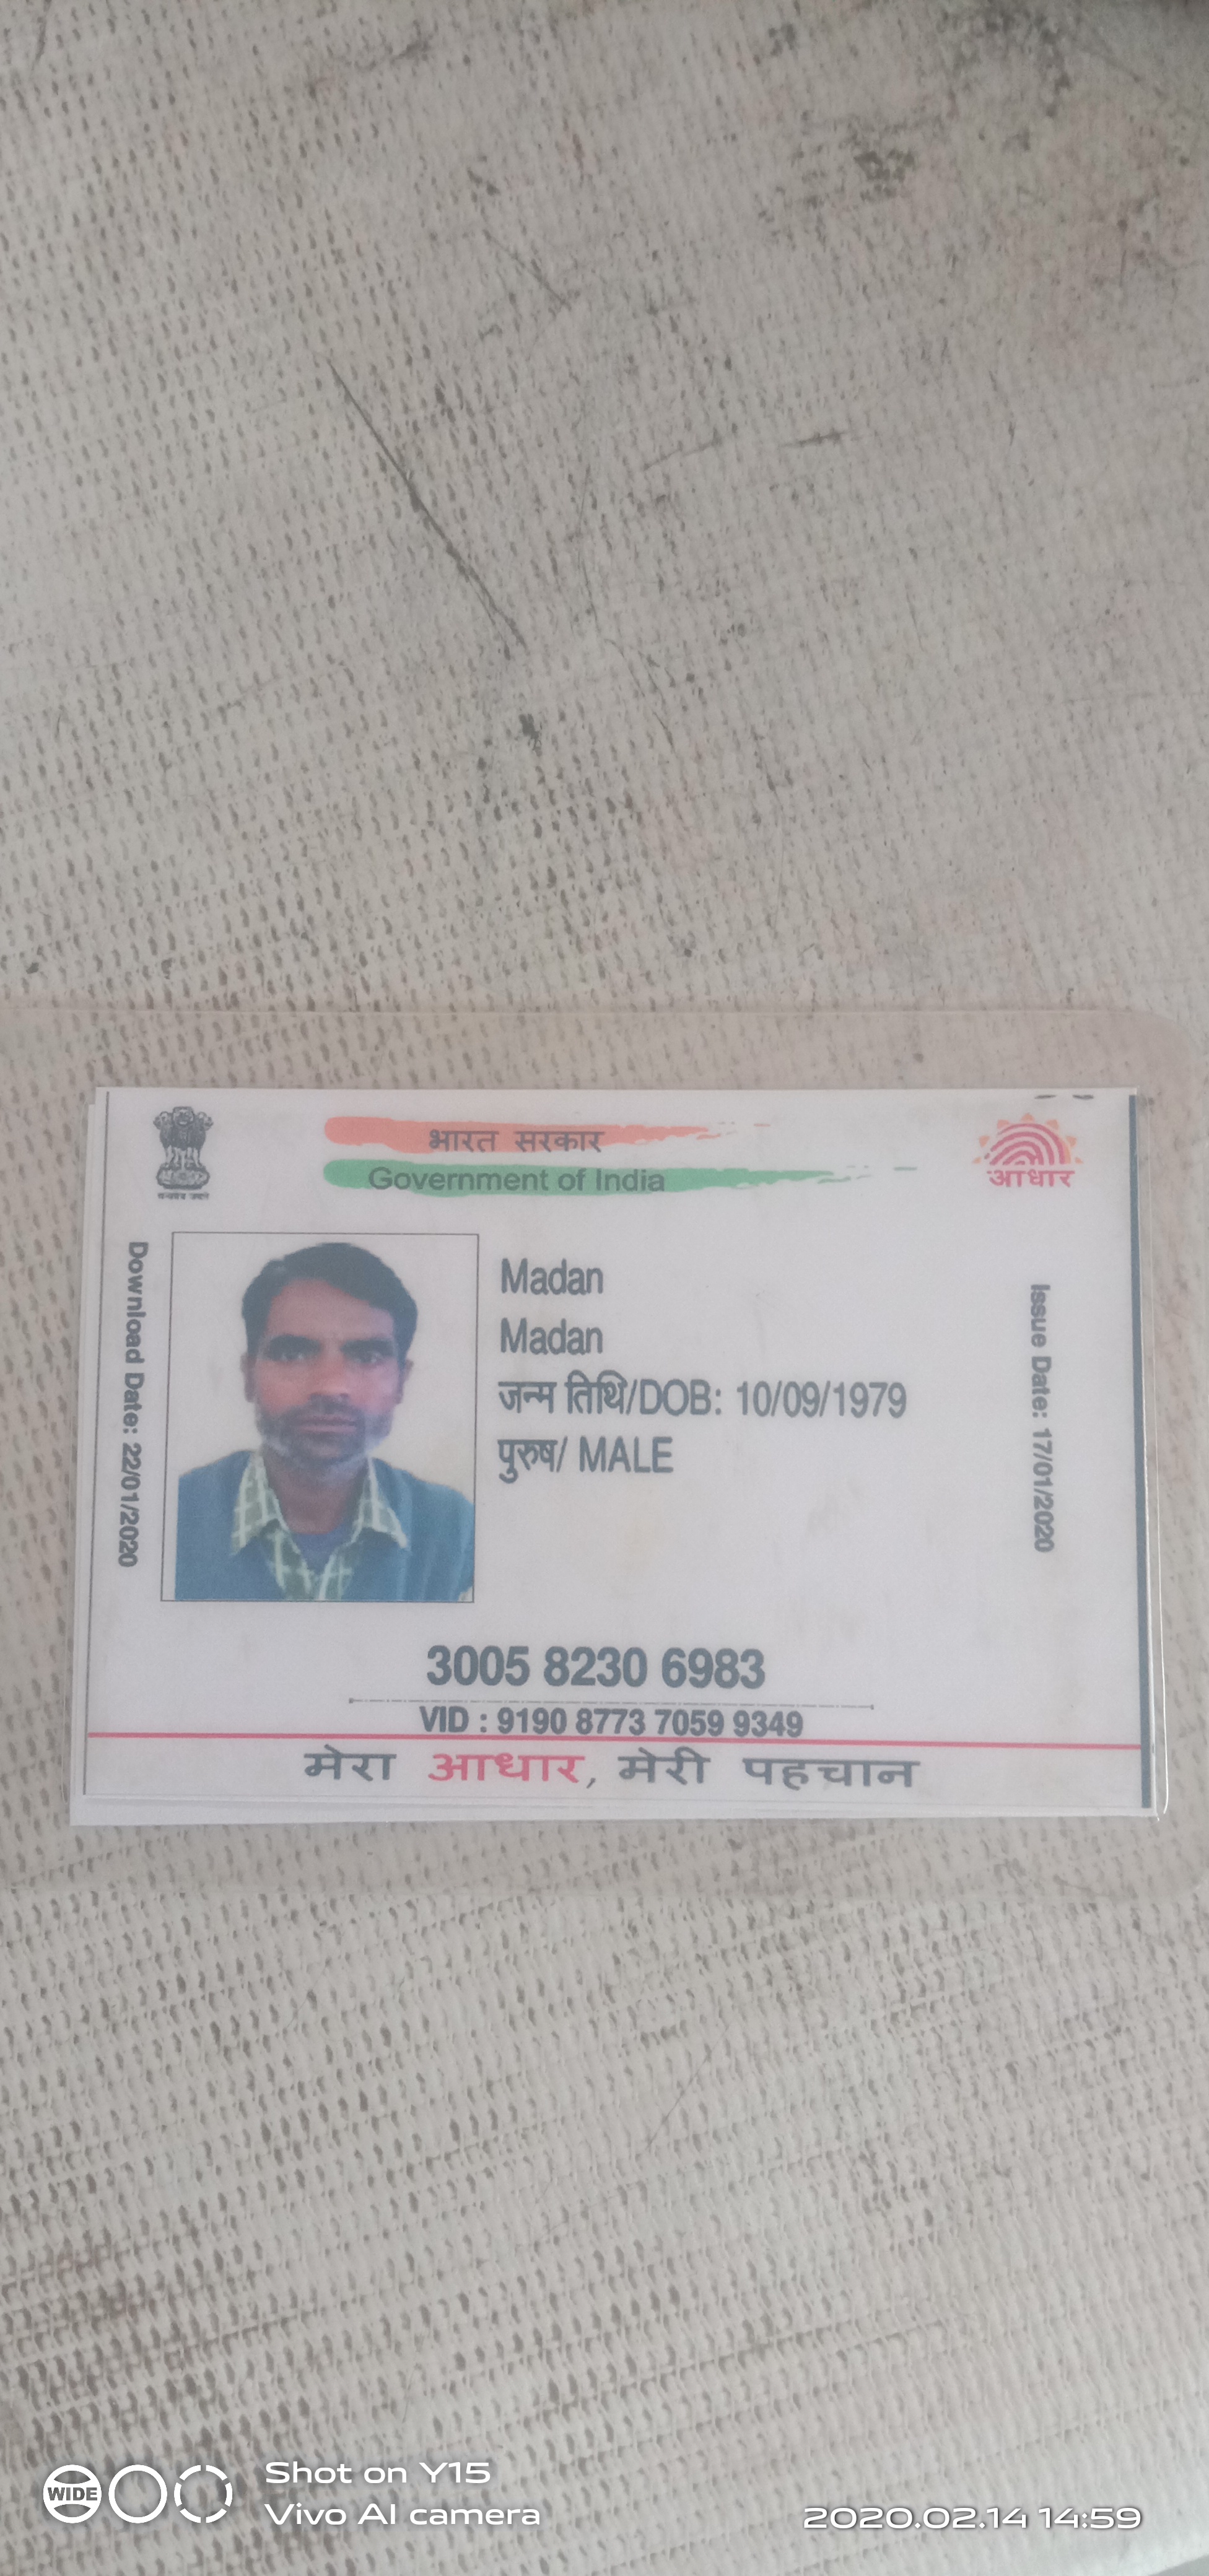 भारत सरकार
Government of India
आधार
Download Date: 22/01/2020
Madan
Madan
जन्म तिथि/DOB: 10/09/1979
पुरुष/ MALE
Issue Date: 17/01/2020
3005 8230 6983
VID : 9190 8773 7059 9349
मेरा आधार, मेरी पहचान
WIDE
Shot on Y15
Vivo AI camera
2020.02.14 14:59